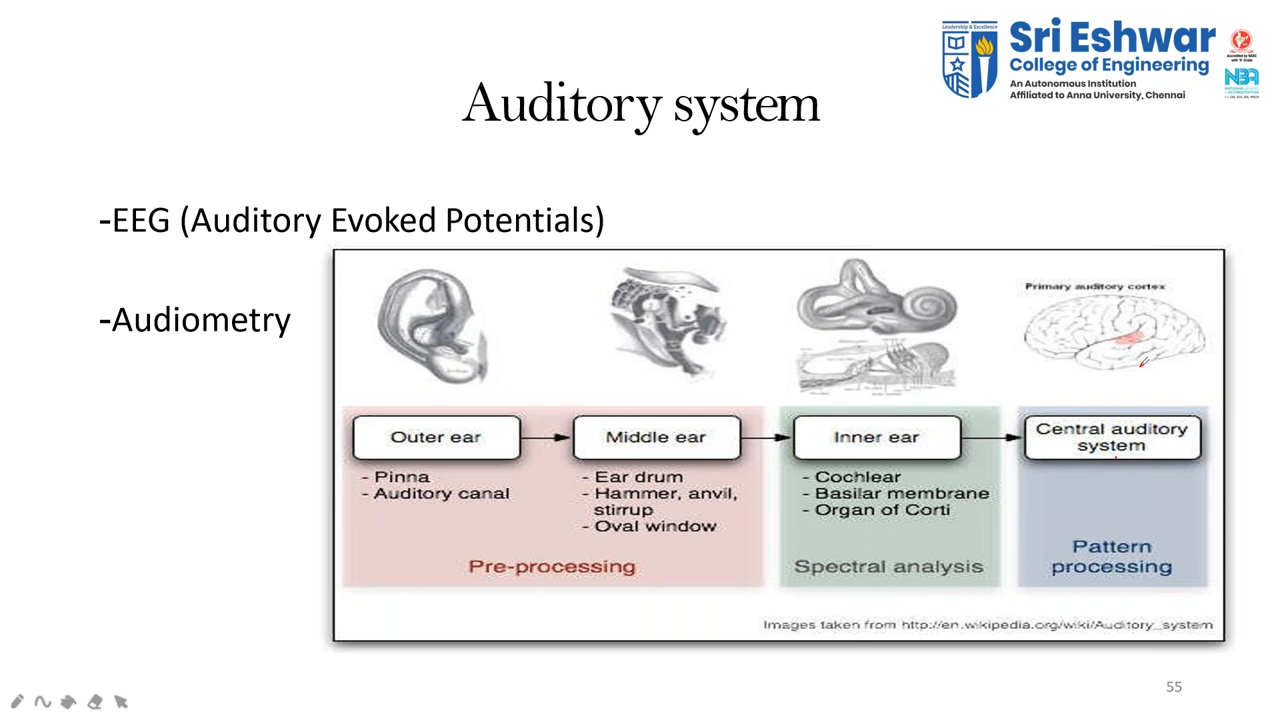 Leadership & Excellence
Sri Eshwar
College of Engineering
An Autonomous Institution
Affiliated to Anna University, Chennai
NBA
Auditory system
-EEG (Auditory Evoked Potentials)
-Audiometry
Primary auditory cortex
Outer ear
- Pinna
- Auditory canal
Middle ear
- Ear drum
- Hammer, anvil,
stirrup
- Oval window
Pre-processing
Inner ear
- Cochlear
- Basilar membrane
- Organ of Corti
Spectral analysis
Central auditory
system
Pattern
processing
Images taken from http://en.wikipedia.org/wiki/Auditory_system
55